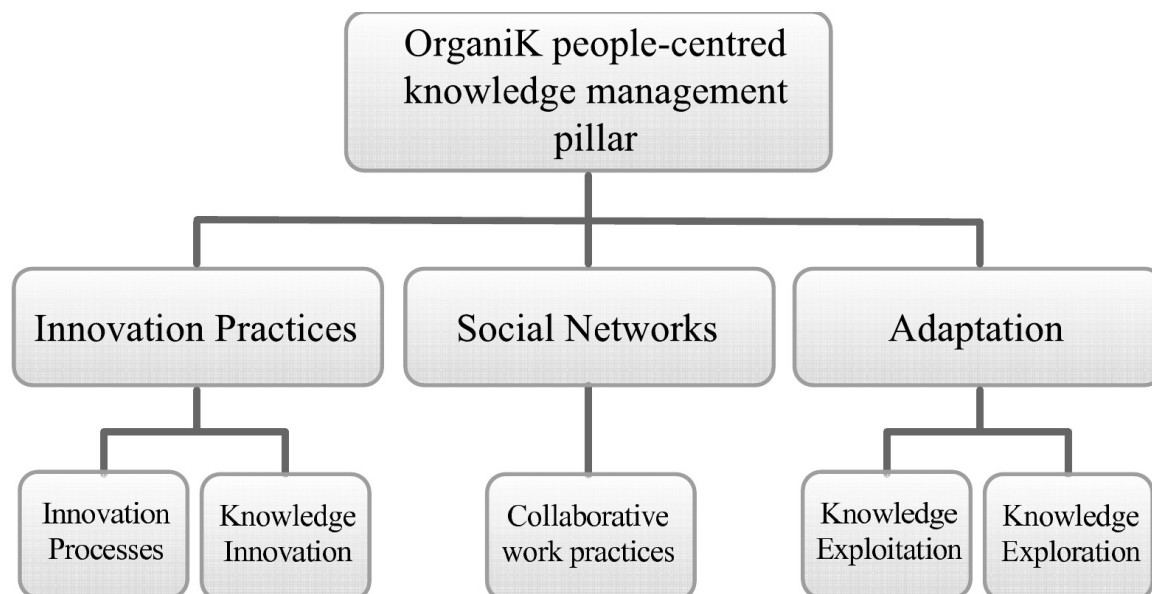 OrganiK people-centred
knowledge management
pillar
Innovation Practices
Social Networks
Adaptation
Innovation
Processes
Knowledge
Innovation
Collaborative
work practices
Knowledge
Exploitation
Knowledge
Exploration